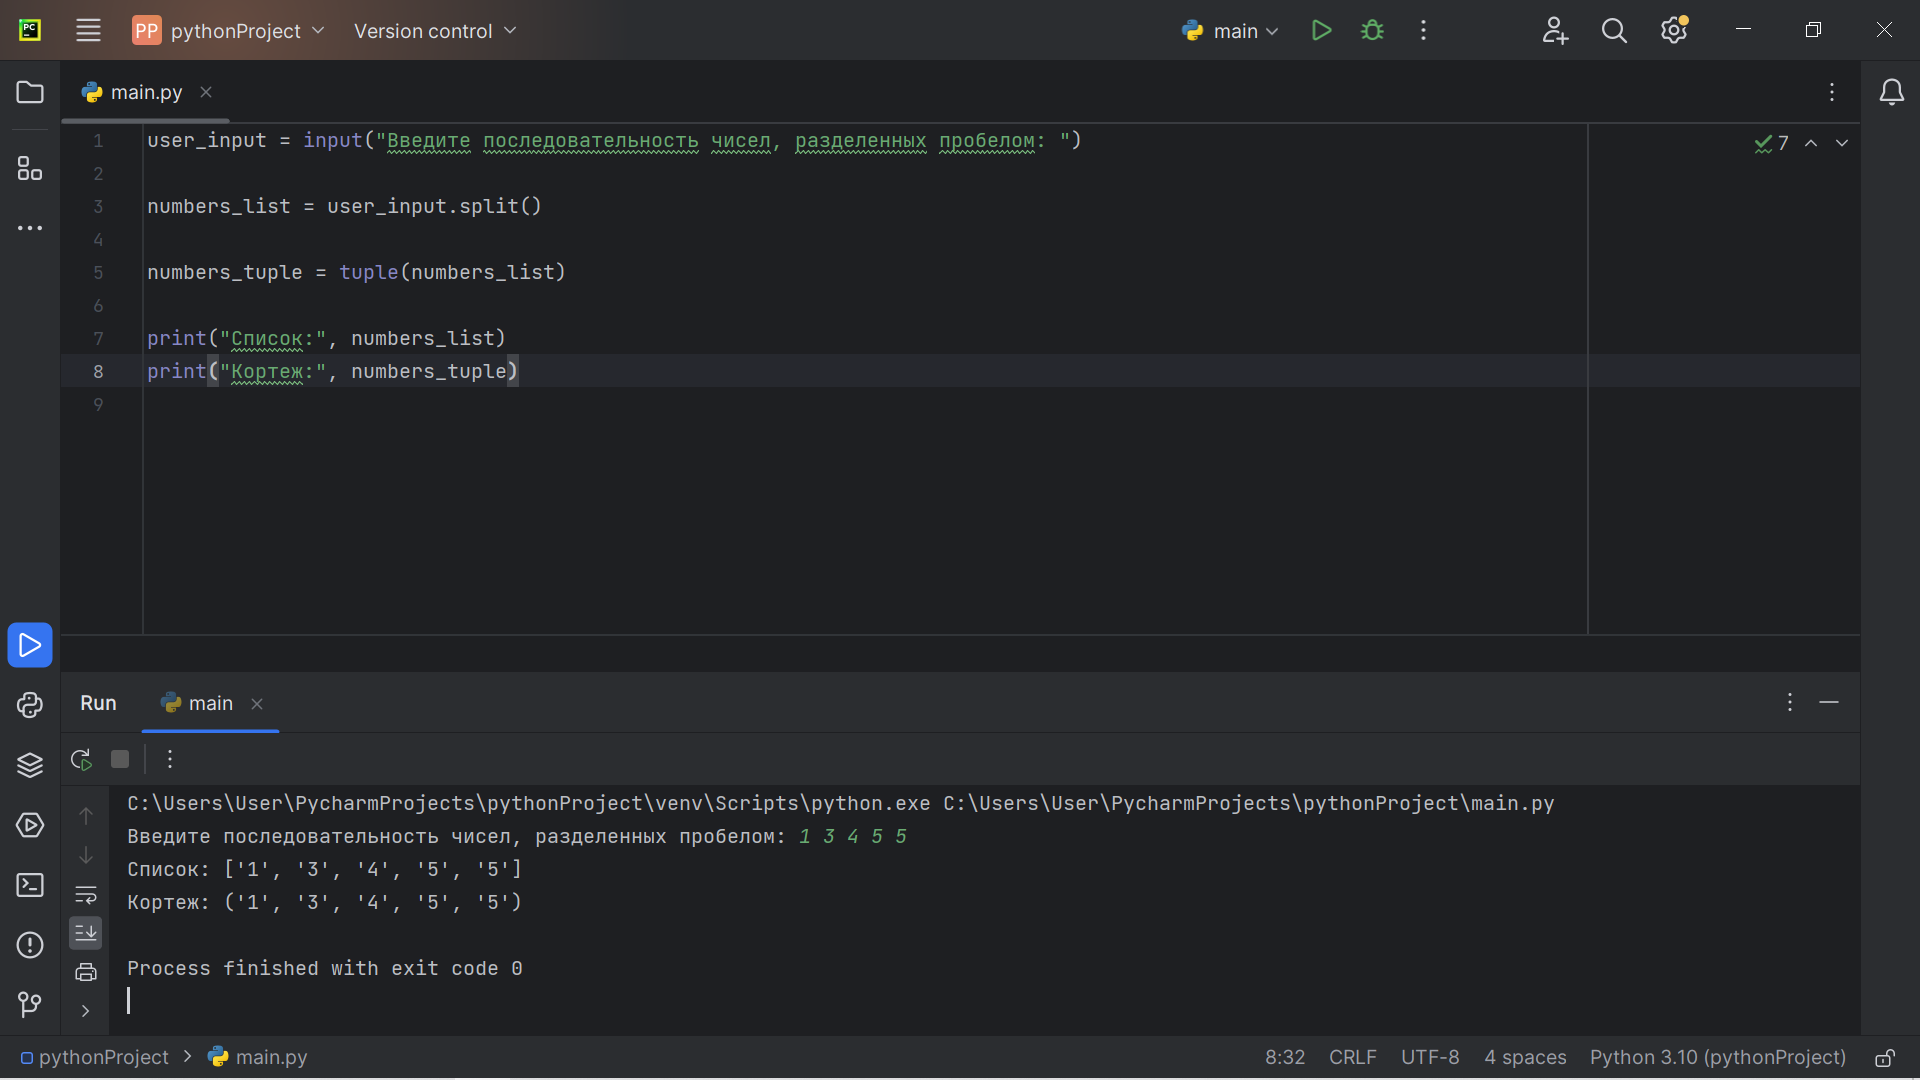 PC
PP pythonProject Version control main
main.py
7
1 user_input = input("Введите последовательность чисел, разделенных пробелом: ")
2
3 numbers_list = user_input.split()
4
5 numbers_tuple = tuple(numbers_list)
6
7 print("Список:", numbers_list)
8 print("Кортеж:", numbers_tuple)
9
Run main
C:\Users\User\PycharmProjects\pythonProject\venv\Scripts\python.exe C:\Users\User\PycharmProjects\pythonProject\main.py
Введите последовательность чисел, разделенных пробелом: 1 3 4 5 5
Список: ['1', '3', '4', '5', '5']
Кортеж: ('1', '3', '4', '5', '5')
Process finished with exit code 0
pythonProject > main.py 8:32 CRLF UTF-8 4 spaces Python 3.10 (pythonProject)